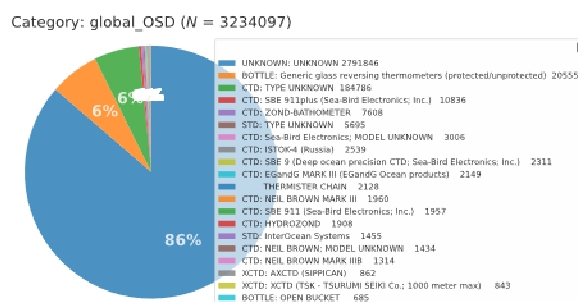 Category: global_OSD (N = 3234097)
UNKNOWN: UNKNOWN 2791846
BOTTLE: Generic glass reversing thermometers (protected/unprotected) 20555
CTD: TYPE UNKNOWN 184786
CTD: SBE 911plus (Sea-Bird Electronics; Inc.) 10836
CTD: ZOND-BATHOMETER 7608
STD: TYPE UNKNOWN 5695
CTD: Sea-Bird Electronics; MODEL UNKNOWN 3006
CTD: ISTOK-4 (Russia) 2539
CTD: SBE 9 (Deep ocean precision CTD; Sea-Bird Electronics; Inc.) 2311
CTD: EGandG MARK III (EGandG Ocean products) 2149
THERMISTER CHAIN 2128
CTD: NEIL BROWN MARK III 1960
CTD: SBE 911 (Sea-Bird Electronics; Inc.) 1957
CTD: HYDROZOND 1908
STD: InterOcean Systems 1455
CTD: NEIL BROWN: MODEL UNKNOWN 1434
CTD: NEIL BROWN MARK IIIB 1314
XCTD: AXCTD (SIPPICAN) 862
XCTD: XCTD (TSK - TSURUMI SEIKI Co.; 1000 meter max) 843
BOTTLE: OPEN BUCKET 685
6%
6%
86%